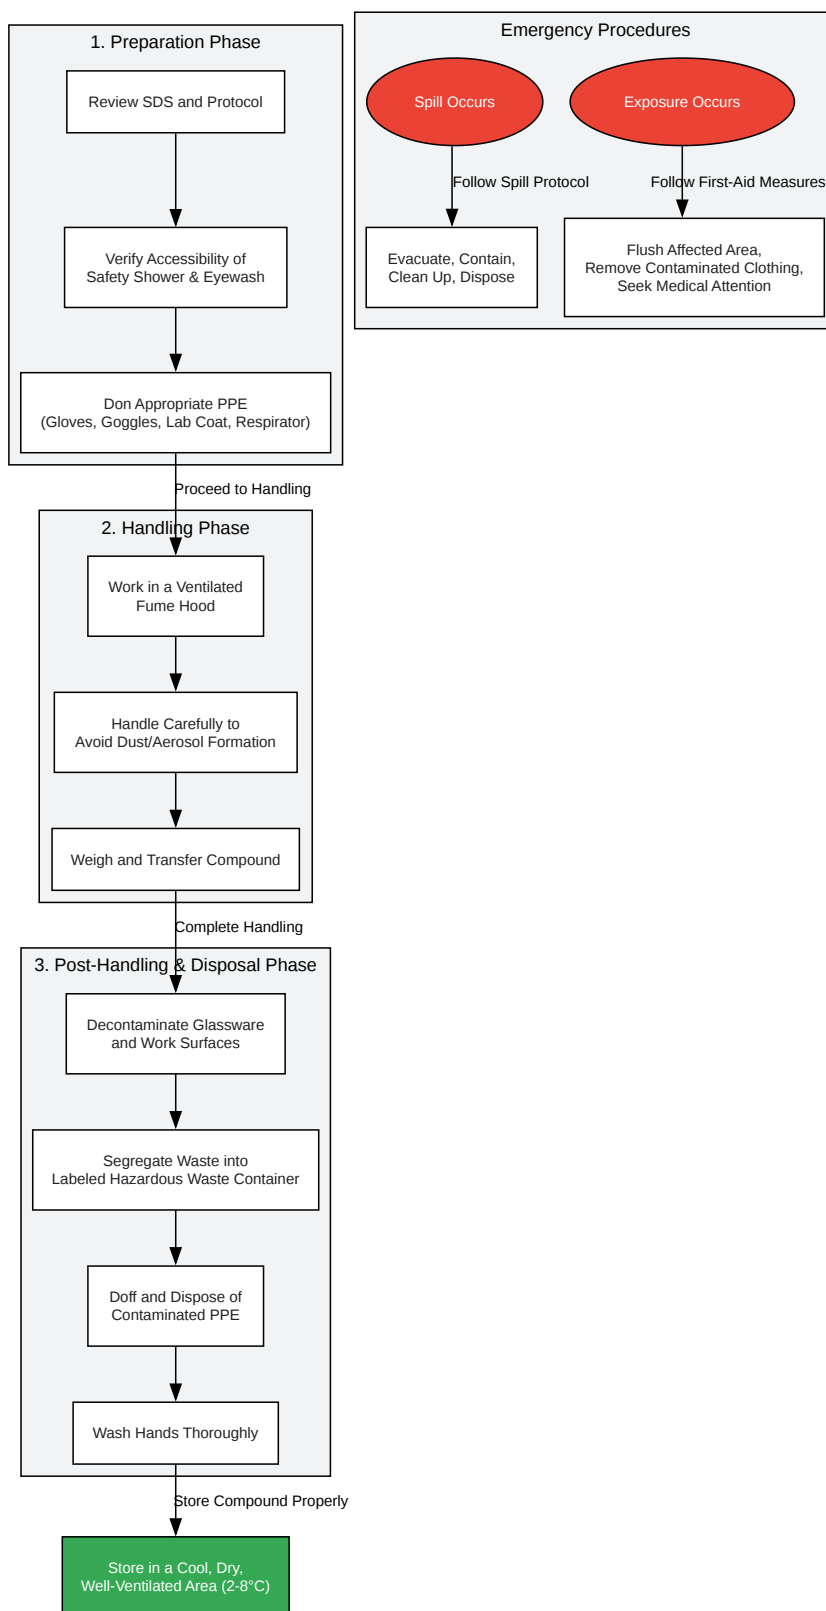 1. Preparation Phase
Review SDS and Protocol
Verify Accessibility of
Safety Shower & Eyewash
Don Appropriate PPE
(Gloves, Goggles, Lab Coat, Respirator)
Proceed to Handling
2. Handling Phase
Work in a Ventilated
Fume Hood
Handle Carefully to
Avoid Dust/Aerosol Formation
Weigh and Transfer Compound
Complete Handling
3. Post-Handling & Disposal Phase
Decontaminate Glassware
and Work Surfaces
Segregate Waste into
Labeled Hazardous Waste Container
Doff and Dispose of
Contaminated PPE
Wash Hands Thoroughly
Store Compound Properly
Store in a Cool, Dry,
Well-Ventilated Area (2-8°C)
Emergency Procedures
Spill Occurs
Follow Spill Protocol
Evacuate, Contain,
Clean Up, Dispose
Exposure Occurs
Follow First-Aid Measures
Flush Affected Area,
Remove Contaminated Clothing,
Seek Medical Attention